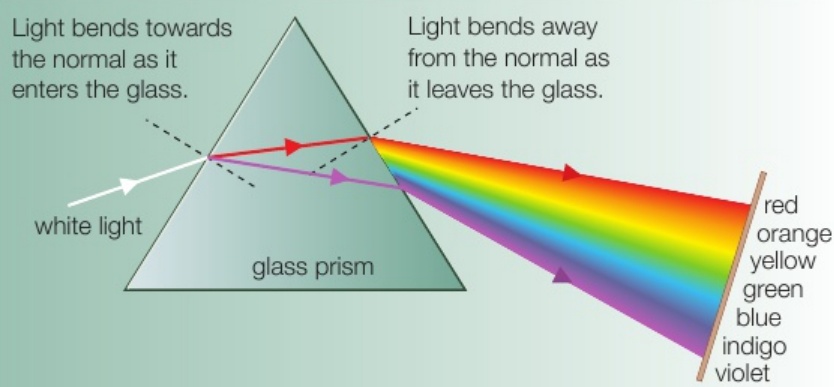 Light bends towards
the normal as it
enters the glass.
Light bends away
from the normal as
it leaves the glass.
white light
glass prism
red
orange
yellow
green
blue
indigo
violet